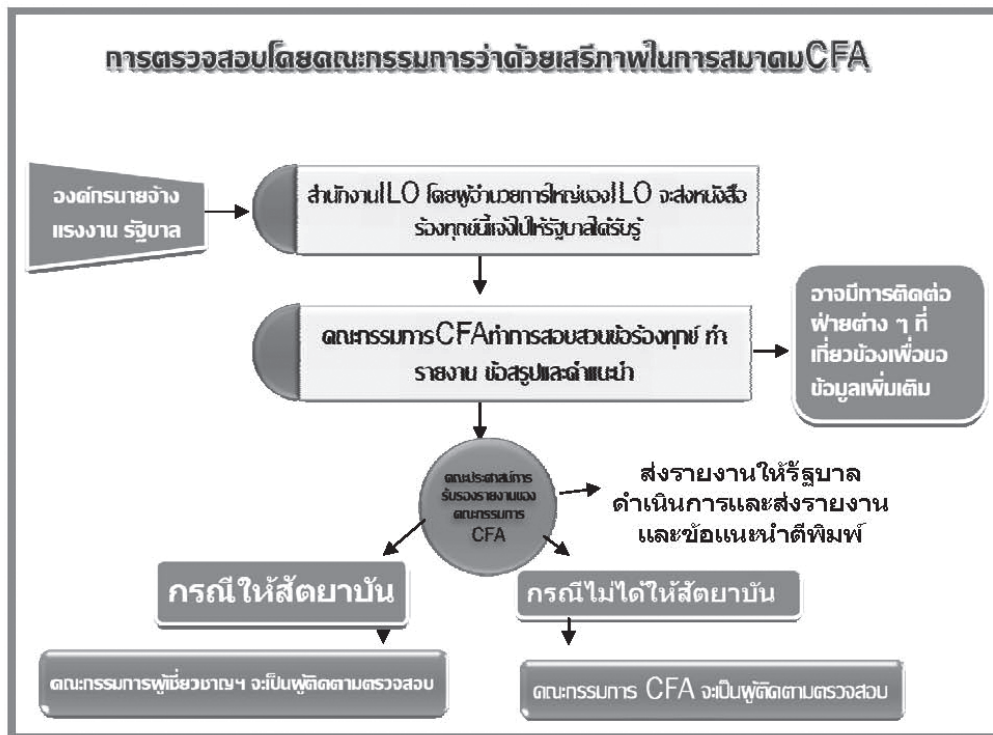 การตรวจสอบโดยคณะกรรมการว่าด้วยเสรีภาพในการสมาคมCFA
องค์กรนายจ้าง
แรงงาน รัฐบาล
สำนักงานILO โดยผู้อำนวยการใหญ่ของILO จะส่งหนังสือ
ร้องทุกข์นี้แจ้งไปให้รัฐบาลได้รับรู้
คณะกรรมการCFAทำการสอบสวนข้อร้องทุกข์ ทำ
รายงาน ข้อสรุปและคำแนะนำ
อาจมีการติดต่อ
ฝ่ายต่าง ๆ ที่
เกี่ยวข้องเพื่อขอ
ข้อมูลเพิ่มเติม
คณะประศาสน์การ
รับรองรายงานของ
คณะกรรมการ
CFA
ส่งรายงานให้รัฐบาล
ดำเนินการและส่งรายงาน
และข้อแนะนำตีพิมพ์
กรณีให้สัตยาบัน
กรณีไม่ได้ให้สัตยาบัน
คณะกรรมการผู้เชี่ยวชาญฯ จะเป็นผู้ติดตามตรวจสอบ
คณะกรรมการ CFA จะเป็นผู้ติดตามตรวจสอบ